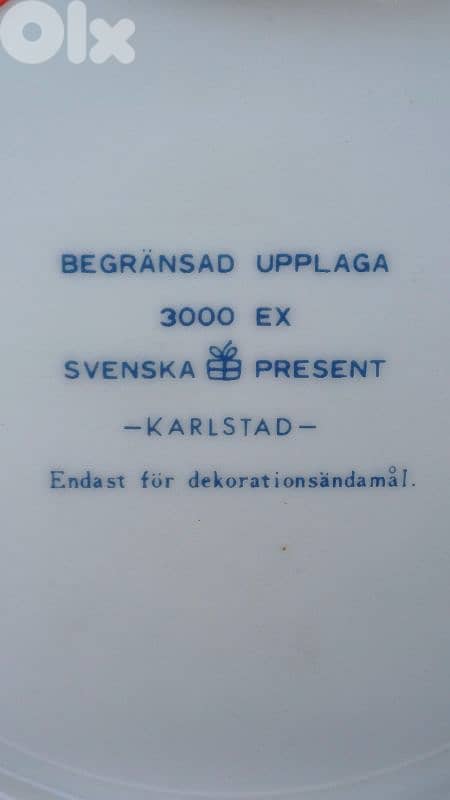 Olx
BEGRÄNSAD UPPLAGA
3000 EX
SVENSKA PRESENT
–KARLSTAD–
Endast för dekorationsändamål.